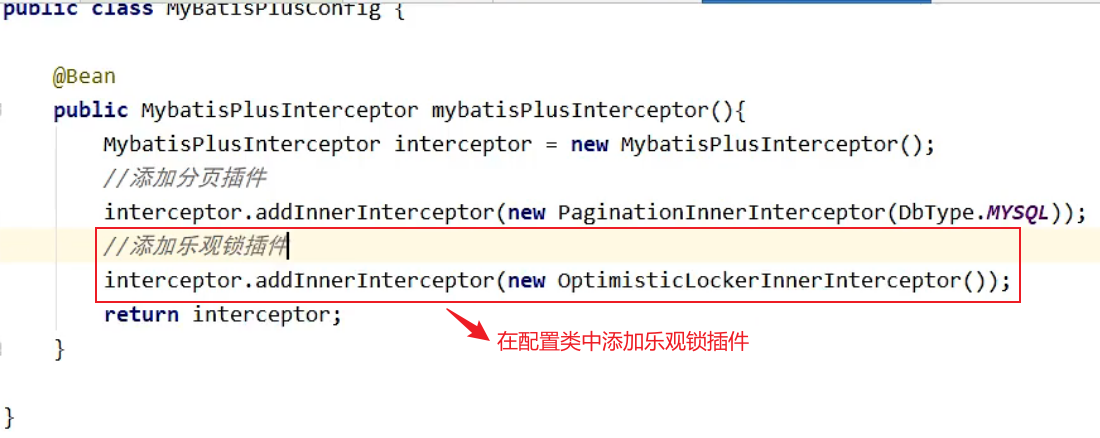 public class MyBatisPlusConfig {
@Bean
public MybatisPlusInterceptor mybatisPlusInterceptor(){
MybatisPlusInterceptor interceptor = new MybatisPlusInterceptor();
//添加分页插件
interceptor.addInnerInterceptor(new PaginationInnerInterceptor(DbType.MYSQL));
//添加乐观锁插件
interceptor.addInnerInterceptor(new OptimisticLockerInnerInterceptor());
return interceptor;
在配置类中添加乐观锁插件
}
}